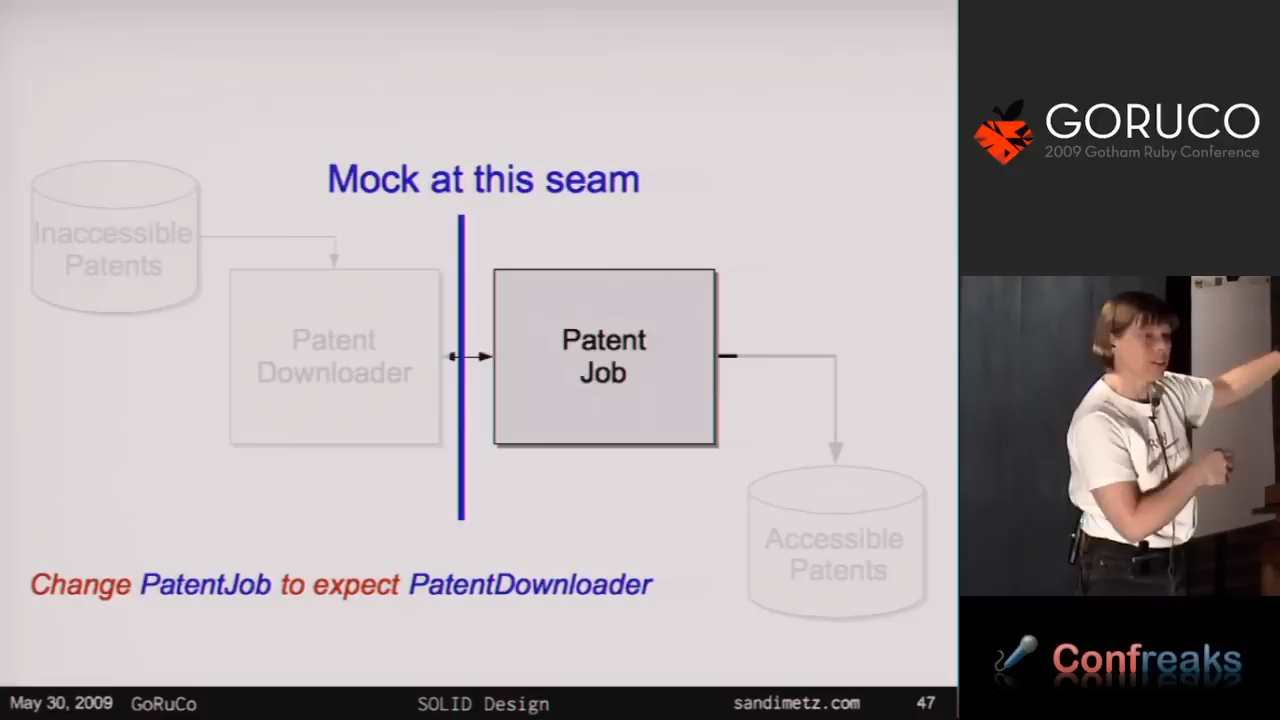 Mock at this seam
Inaccessible
Patents
Patent
Downloader
Patent
Job
Accessible
Patents
Change PatentJob to expect PatentDownloader
May 30, 2009 GoRuCo SOLID Design sandimetz.com 47
GORUCO
2009 Gotham Ruby Conference
Confreaks